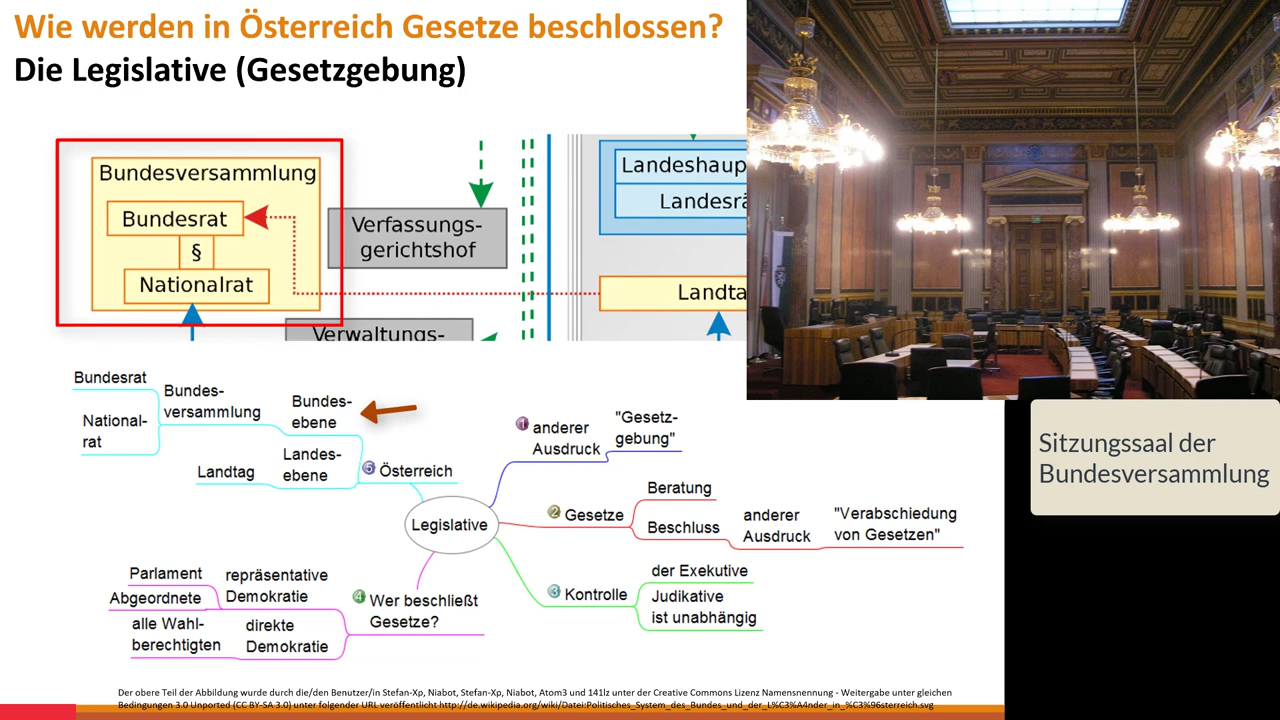 Wie werden in Österreich Gesetze beschlossen?
Die Legislative (Gesetzgebung)
Bundesversammlung
Bundesrat
§
Nationalrat
Verfassungs-
gerichtshof
Verwaltungs-
Landeshaup
Landesrä
Landta
Bundesrat
National-
rat
Bundes-
versammlung
Bundes-
ebene
Landtag
Landes-
ebene
5 Österreich
Legislative
1 anderer
Ausdruck
"Gesetz-
gebung"
2 Gesetze
Beratung
Beschluss
anderer
Ausdruck
"Verabschiedung
von Gesetzen"
3 Kontrolle
der Exekutive
Judikative
ist unabhängig
4 Wer beschließt
Gesetze?
repräsentative
Demokratie
Parlament
Abgeordnete
direkte
Demokratie
alle Wahl-
berechtigten
Sitzungssaal der
Bundesversammlung
Der obere Teil der Abbildung wurde durch die/den Benutzer/in Stefan-Xp, Niabot, Stefan-Xp, Niabot, Atom3 und 141lz unter der Creative Commons Lizenz Namensnennung - Weitergabe unter gleichen
Bedingungen 3.0 Unported (CC BY-SA 3.0) unter folgender URL veröffentlicht http://de.wikipedia.org/wiki/Datei:Politisches_System_des_Bundes_und_der_L%C3%A4nder_in_%C3%96sterreich.svg